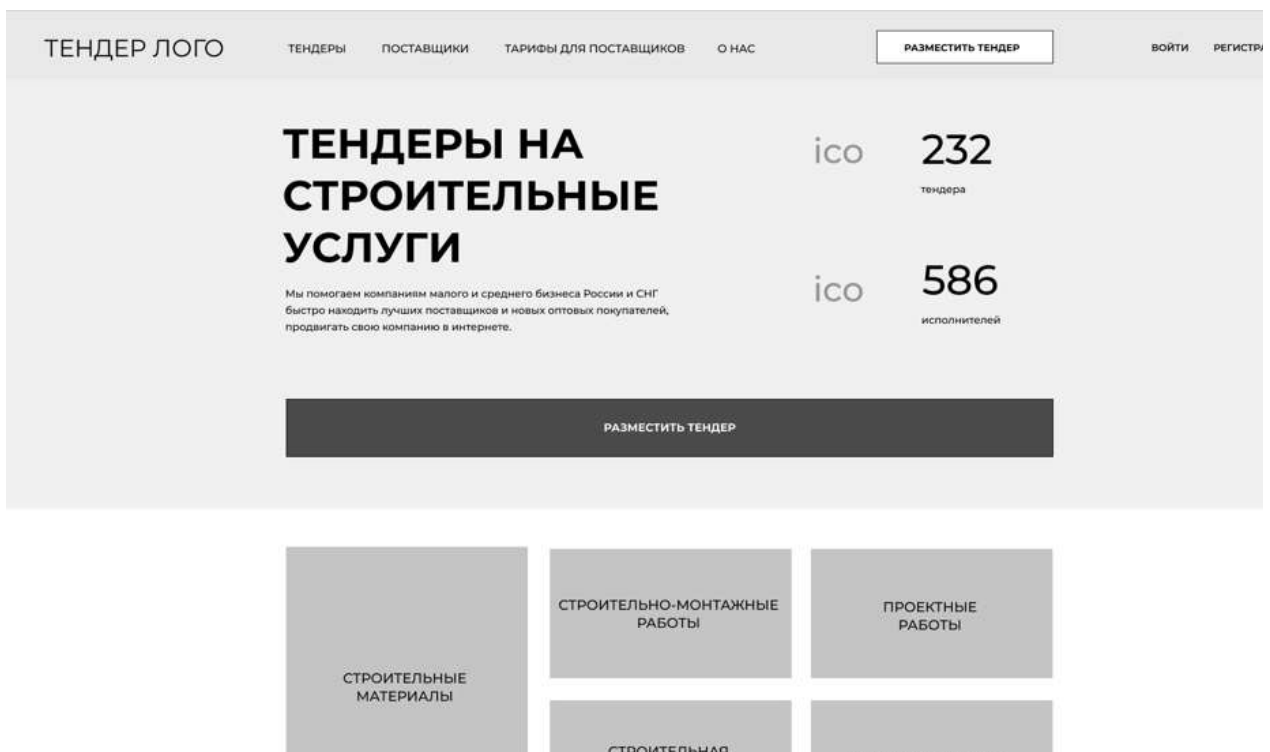 ТЕНДЕР ЛОГО
ТЕНДЕРЫ
ПОСТАВЩИКИ
ТАРИФЫ ДЛЯ ПОСТАВЩИКОВ
О НАС
РАЗМЕСТИТЬ ТЕНДЕР
ВОЙТИ
РЕГИСТРА
ТЕНДЕРЫ НА
СТРОИТЕЛЬНЫЕ
УСЛУГИ
Мы помогаем компаниям малого и среднего бизнеса России и СНГ
быстро находить лучших поставщиков и новых оптовых покупателей,
продвигать свою компанию в интернете.
ico
232
тендера
ico
586
исполнителей
РАЗМЕСТИТЬ ТЕНДЕР
СТРОИТЕЛЬНЫЕ
МАТЕРИАЛЫ
СТРОИТЕЛЬНО-МОНТАЖНЫЕ
РАБОТЫ
ПРОЕКТНЫЕ
РАБОТЫ
СТРОИТЕЛЬНАЯ